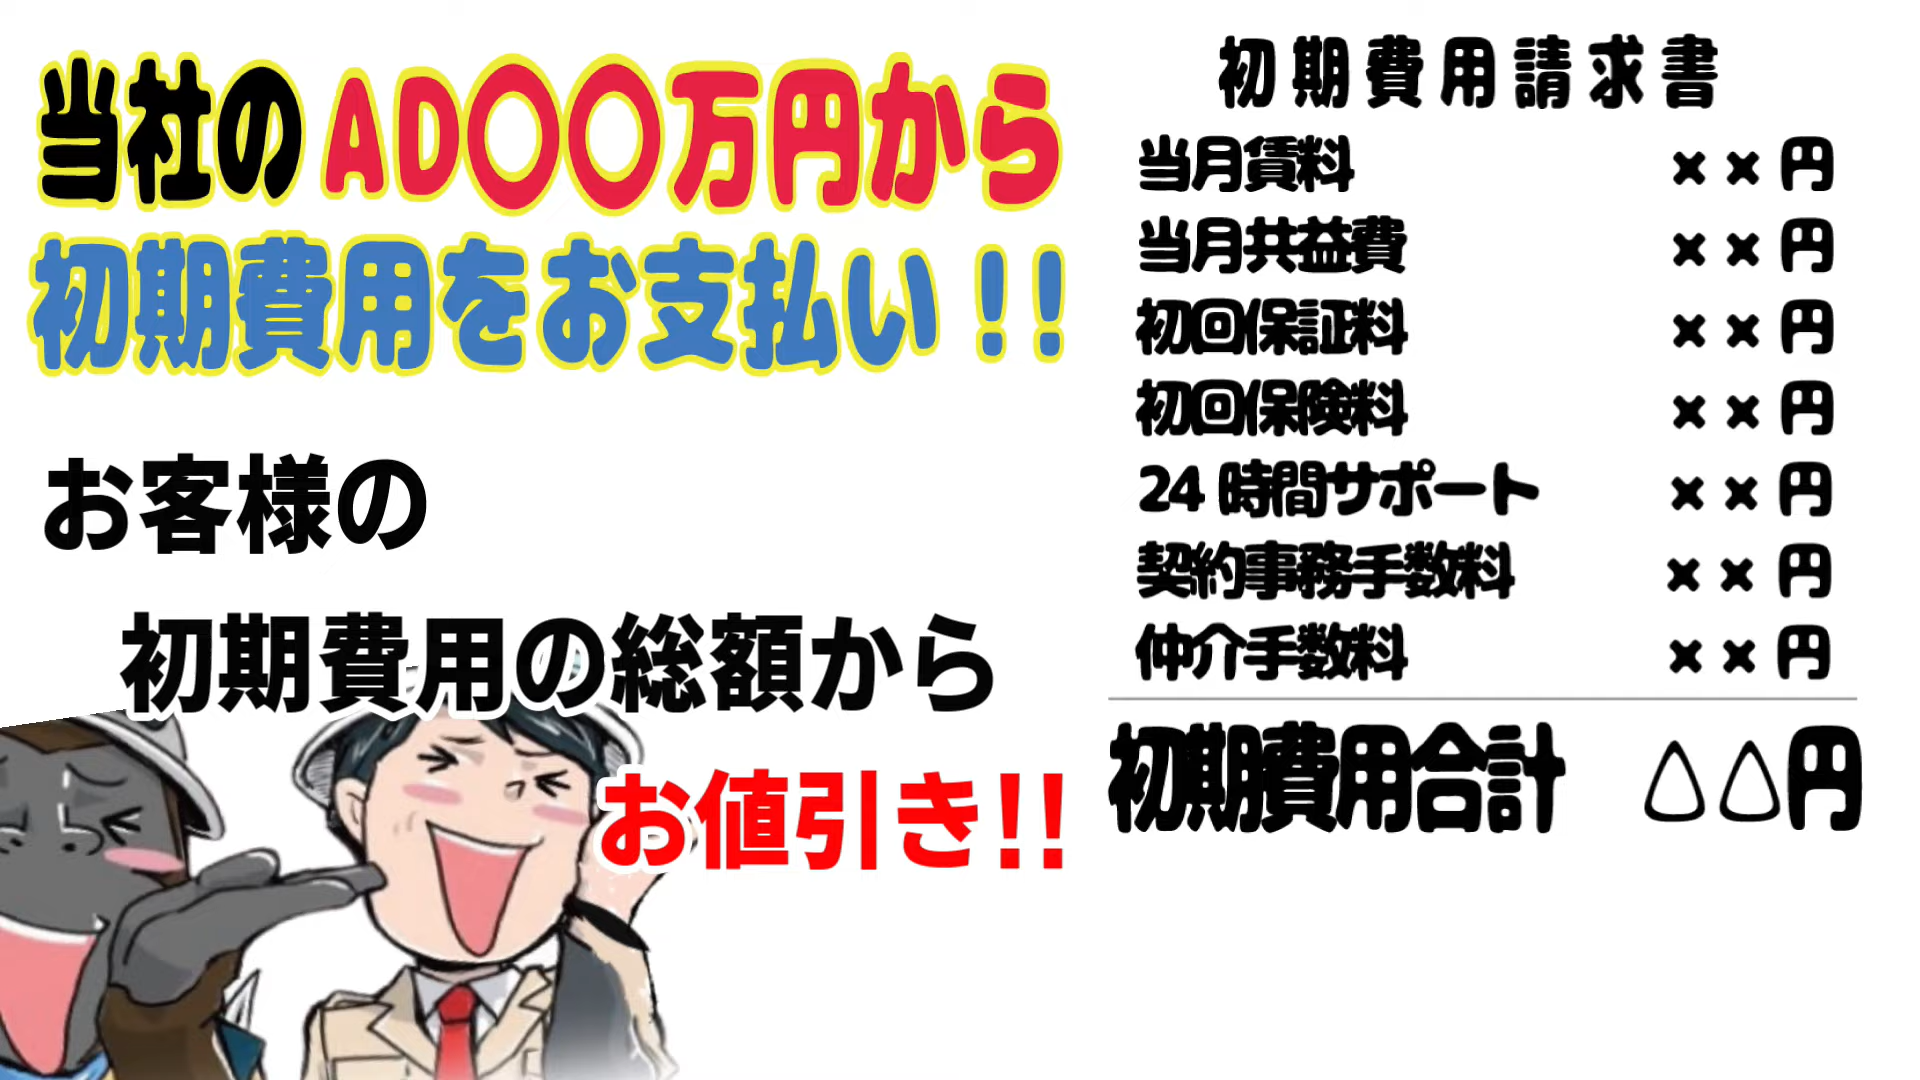 当社のAD〇〇万円から
初期費用をお支払い!!
お客様の
初期費用の総額から
お値引き!!
初期費用請求書
当月賃料 ××円
当月共益費 ××円
初回保証料 ××円
初回保険料 ××円
24時間サポート ××円
契約事務手数料 ××円
仲介手数料 ××円
初期費用合計 △△円